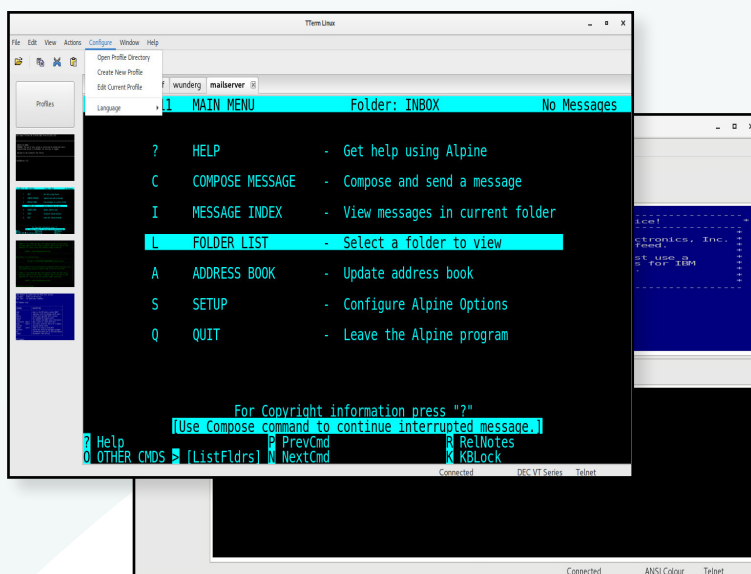 TTerm Linux
File Edit View Actions Configure Window Help
Open Profile Directory
Create New Profile
Edit Current Profile
Language
Profiles
f wunderg mailserver
11 MAIN MENU Folder: INBOX No Messages
? HELP - Get help using Alpine
C COMPOSE MESSAGE - Compose and send a message
I MESSAGE INDEX - View messages in current folder
L FOLDER LIST - Select a folder to view
A ADDRESS BOOK - Update address book
S SETUP - Configure Alpine Options
Q QUIT - Leave the Alpine program
For Copyright information press "?"
[Use Compose command to continue interrupted message.]
? Help P PrevCmd R RelNotes
O OTHER CMDS > [ListFldrs] N NextCmd K KBLock
Connected DEC VT Series Telnet
ice!
ctronics, Inc.
feed.
st use a
s for IBM
Connected ANSI Colour Telnet